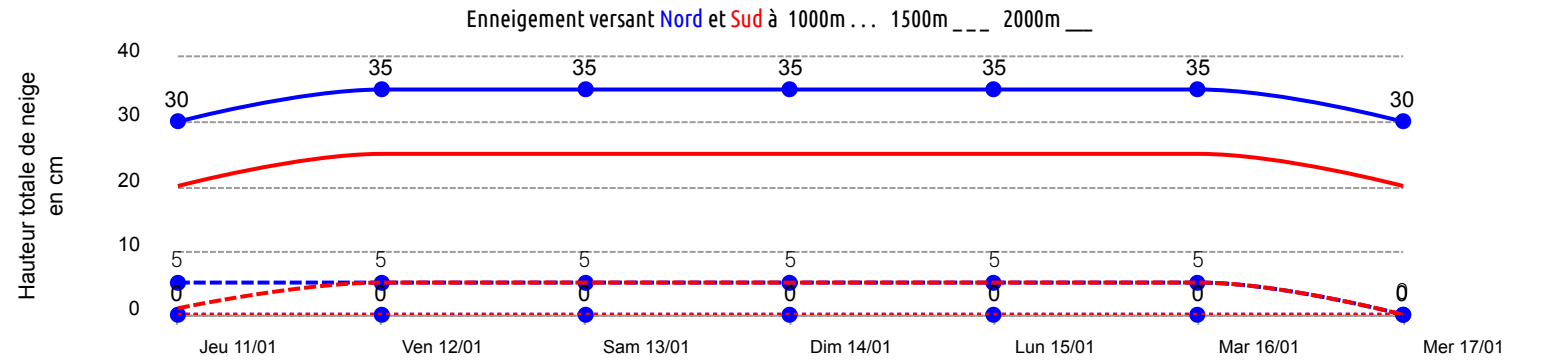 Enneigement versant Nord et Sud à 1000m . . . 1500m _ _ _ 2000m ___
Hauteur totale de neige
en cm
40
30
20
10
0
30 35 35 35 35 35 30
5 5 5 5 5 5 0
0 0 0 0 0 0 0
Jeu 11/01 Ven 12/01 Sam 13/01 Dim 14/01 Lun 15/01 Mar 16/01 Mer 17/01